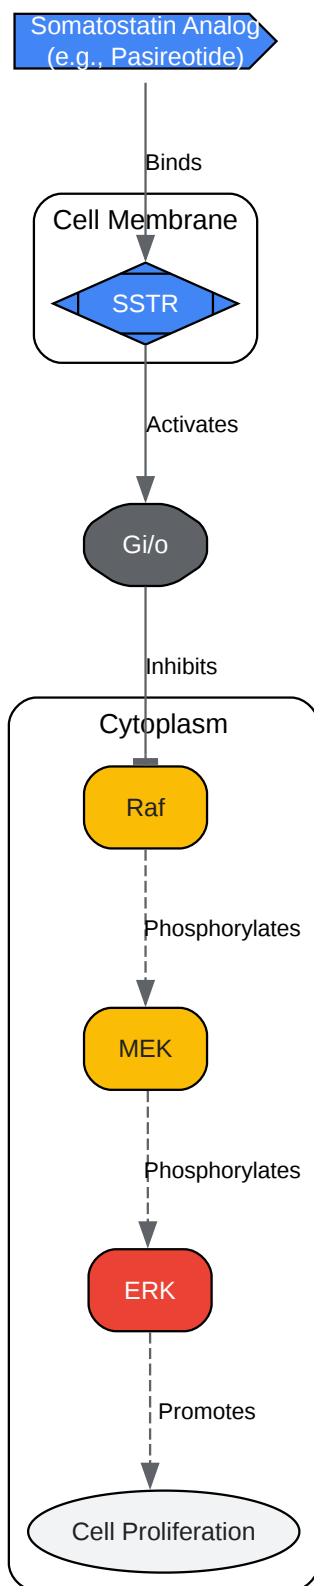 Somatostatin Analog
(e.g., Pasireotide)
Binds
Cell Membrane
SSTR
Activates
Gi/o
Inhibits
Cytoplasm
Raf
Phosphorylates
MEK
Phosphorylates
ERK
Promotes
Cell Proliferation